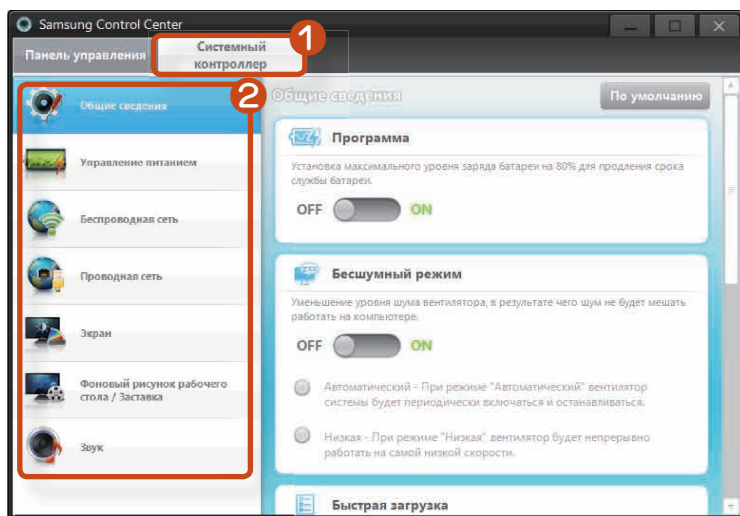 Samsung Control Center
Панель управления
Системный
контроллер
1
2
Общие сведения
Управление питанием
Беспроводная сеть
Проводная сеть
Экран
Фоновый рисунок рабочего
стола / Заставка
Звук
Общие сведения
По умолчанию
Программа
Установка максимального уровня заряда батареи на 80% для продления срока
службы батареи.
OFF ON
Бесшумный режим
Уменьшение уровня шума вентилятора, в результате чего шум не будет мешать
работать на компьютере.
OFF ON
Автоматический - При режиме "Автоматический" вентилятор
системы будет периодически включаться и останавливаться.
Низкая - При режиме "Низкая" вентилятор будет непрерывно
работать на самой низкой скорости.
Быстрая загрузка